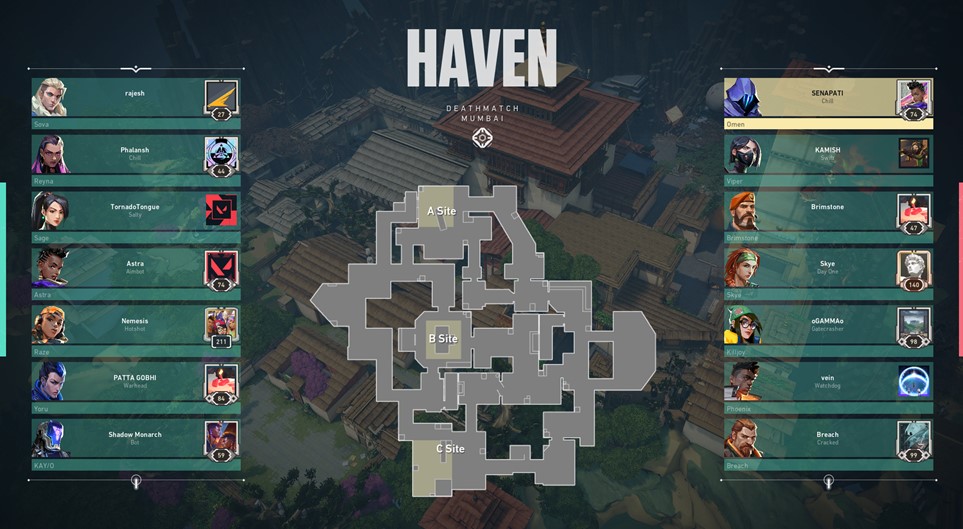 HAVEN
DEATHMATCH
MUMBAI
rajesh
27
Sova
Phalansh
Chill
44
Reyna
TornadoTongue
Salty
Sage
Astra
Aimbot
74
Astra
Nemesis
Hotshot
211
Raze
PATTA GOBHI
Warhead
84
Yoru
Shadow Monarch
59
KAY/O
A Site
B Site
C Site
SENAPATI
Chill
74
Omen
KAMISH
Swift
Viper
Brimstone
47
Brimstone
Skye
Day One
140
Skye
oGAMMAo
Gatecrasher
98
Killjoy
vein
Watchdog
Phoenix
Breach
Cracked
99
Breach